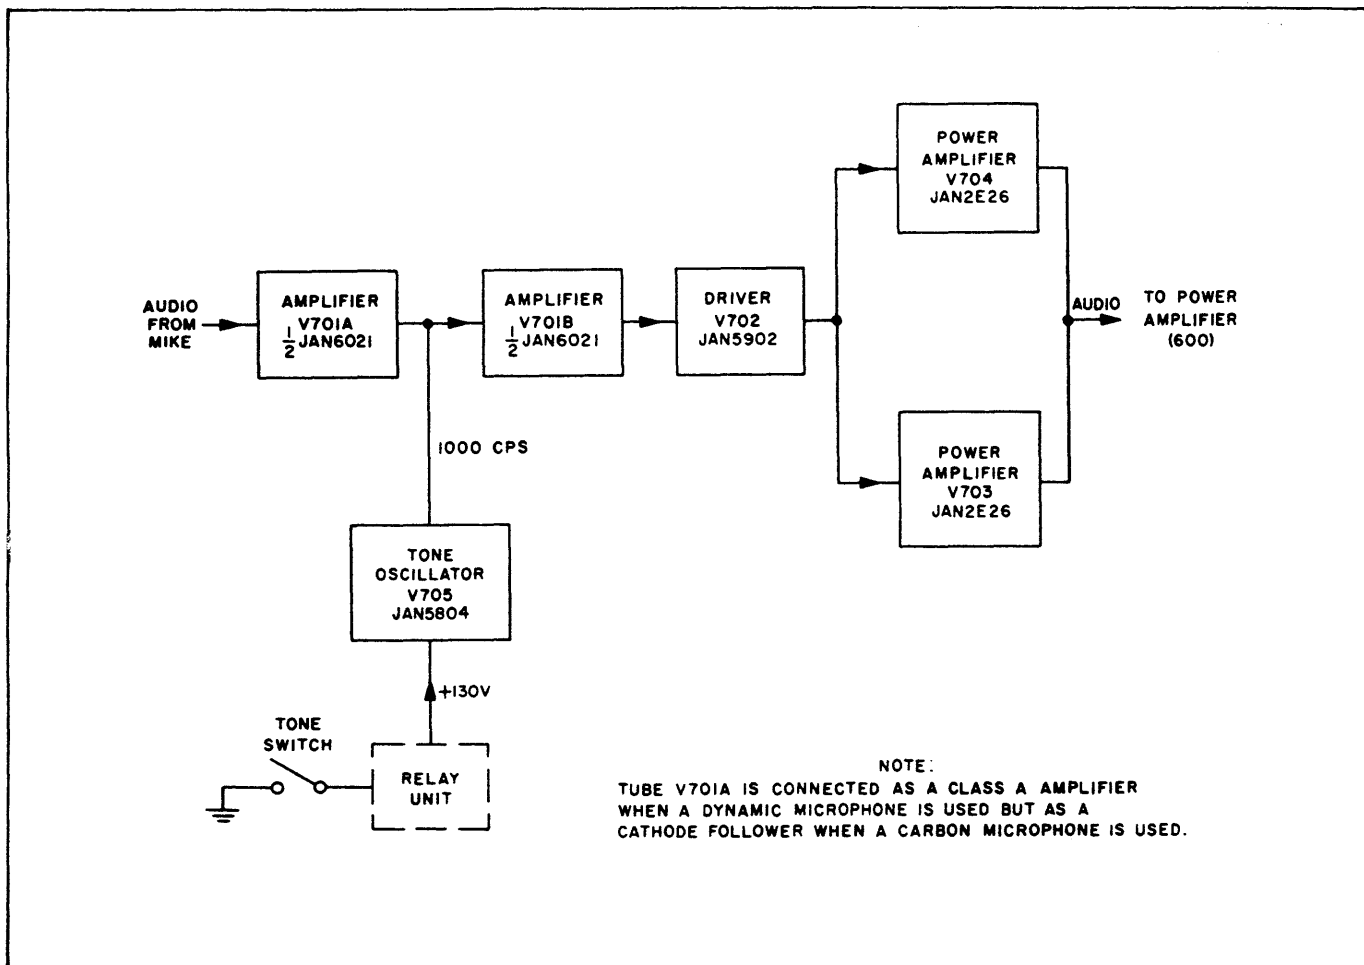 AUDIO
FROM
MIKE
AMPLIFIER
V701A
1/2 JAN6021
AMPLIFIER
V701B
1/2 JAN6021
DRIVER
V702
JAN5902
POWER
AMPLIFIER
V704
JAN2E26
POWER
AMPLIFIER
V703
JAN2E26
AUDIO
TO POWER
AMPLIFIER
(600)
1000 CPS
TONE
OSCILLATOR
V705
JAN5804
+130V
TONE
SWITCH
RELAY
UNIT
NOTE:
TUBE V701A IS CONNECTED AS A CLASS A AMPLIFIER
WHEN A DYNAMIC MICROPHONE IS USED BUT AS A
CATHODE FOLLOWER WHEN A CARBON MICROPHONE IS USED.